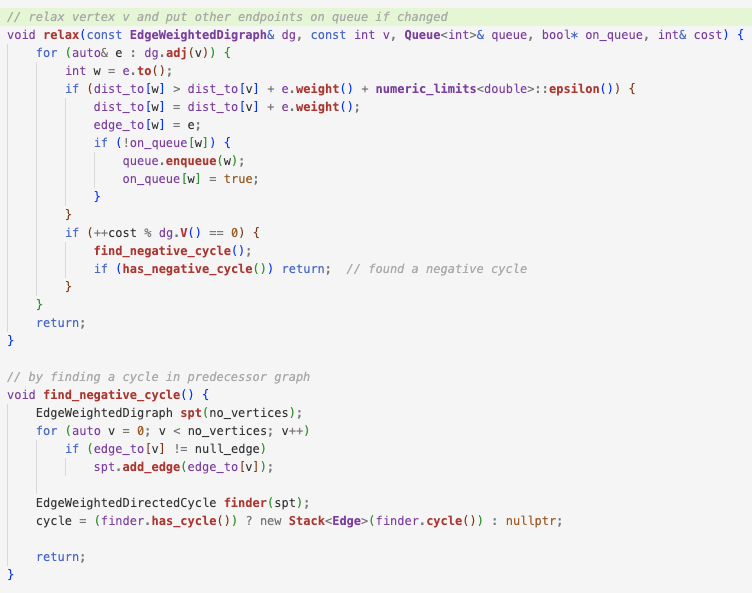 // relax vertex v and put other endpoints on queue if changed
void relax(const EdgeWeightedDigraph& dg, const int v, Queue<int>& queue, bool* on_queue, int& cost) {
    for (auto& e : dg.adj(v)) {
        int w = e.to();
        if (dist_to[w] > dist_to[v] + e.weight() + numeric_limits<double>::epsilon()) {
            dist_to[w] = dist_to[v] + e.weight();
            edge_to[w] = e;
            if (!on_queue[w]) {
                queue.enqueue(w);
                on_queue[w] = true;
            }
        }
        if (++cost % dg.V() == 0) {
            find_negative_cycle();
            if (has_negative_cycle()) return;  // found a negative cycle
        }
    }
    return;
}

// by finding a cycle in predecessor graph
void find_negative_cycle() {
    EdgeWeightedDigraph spt(no_vertices);
    for (auto v = 0; v < no_vertices; v++)
        if (edge_to[v] != null_edge)
            spt.add_edge(edge_to[v]);

    EdgeWeightedDirectedCycle finder(spt);
    cycle = (finder.has_cycle()) ? new Stack<Edge>(finder.cycle()) : nullptr;

    return;
}